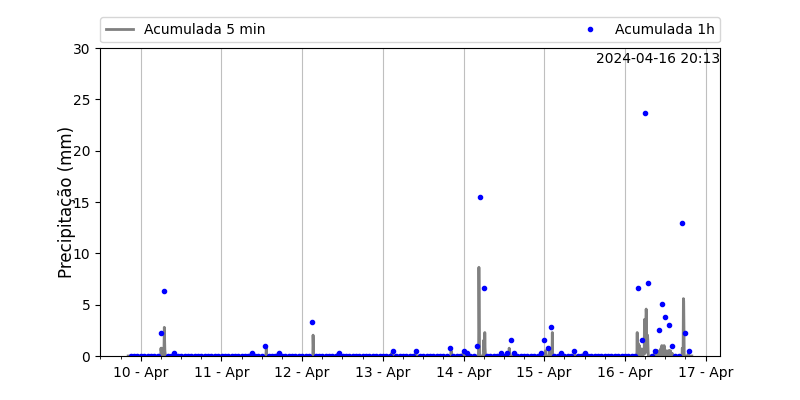 Acumulada 5 min Acumulada 1h
2024-04-16 20:13
Precipitação (mm)
30
25
20
15
10
5
0
10 - Apr 11 - Apr 12 - Apr 13 - Apr 14 - Apr 15 - Apr 16 - Apr 17 - Apr